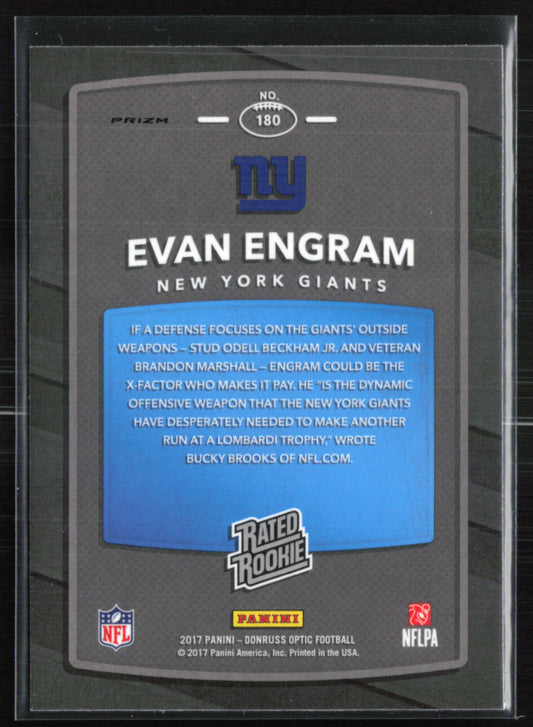 NO.
180
PRIZM
ny
EVAN ENGRAM
NEW YORK GIANTS
IF A DEFENSE FOCUSES ON THE GIANTS' OUTSIDE
WEAPONS – STUD ODELL BECKHAM JR. AND VETERAN
BRANDON MARSHALL – ENGRAM COULD BE THE
X-FACTOR WHO MAKES IT PAY. HE "IS THE DYNAMIC
OFFENSIVE WEAPON THAT THE NEW YORK GIANTS
HAVE DESPERATELY NEEDED TO MAKE ANOTHER
RUN AT A LOMBARDI TROPHY," WROTE
BUCKY BROOKS OF NFL.COM.
RATED
ROOKIE
NFL
PANINI
NFLPA
2017 PANINI – DONRUSS OPTIC FOOTBALL
© 2017 Panini America, Inc. Printed in the USA.